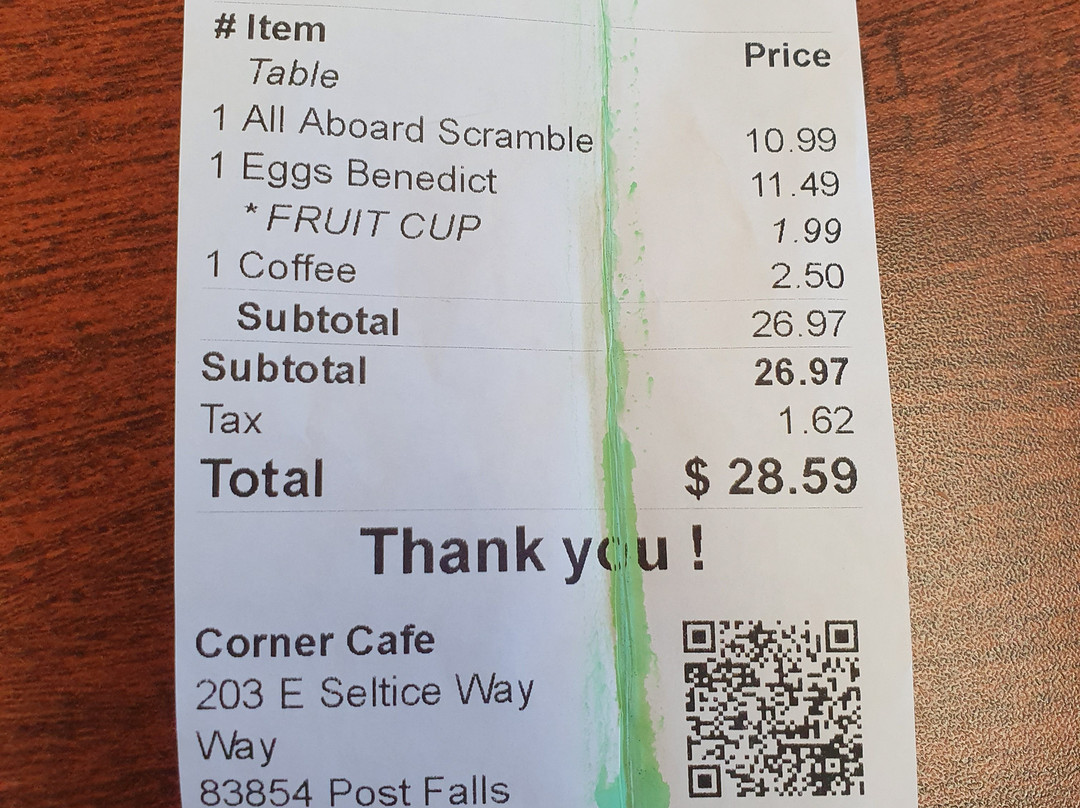 # Item Price
Table
1 All Aboard Scramble 10.99
1 Eggs Benedict 11.49
* FRUIT CUP 1.99
1 Coffee 2.50
Subtotal 26.97
Subtotal 26.97
Tax 1.62
Total $ 28.59
Thank you !
Corner Cafe
203 E Seltice Way
Way
83854 Post Falls